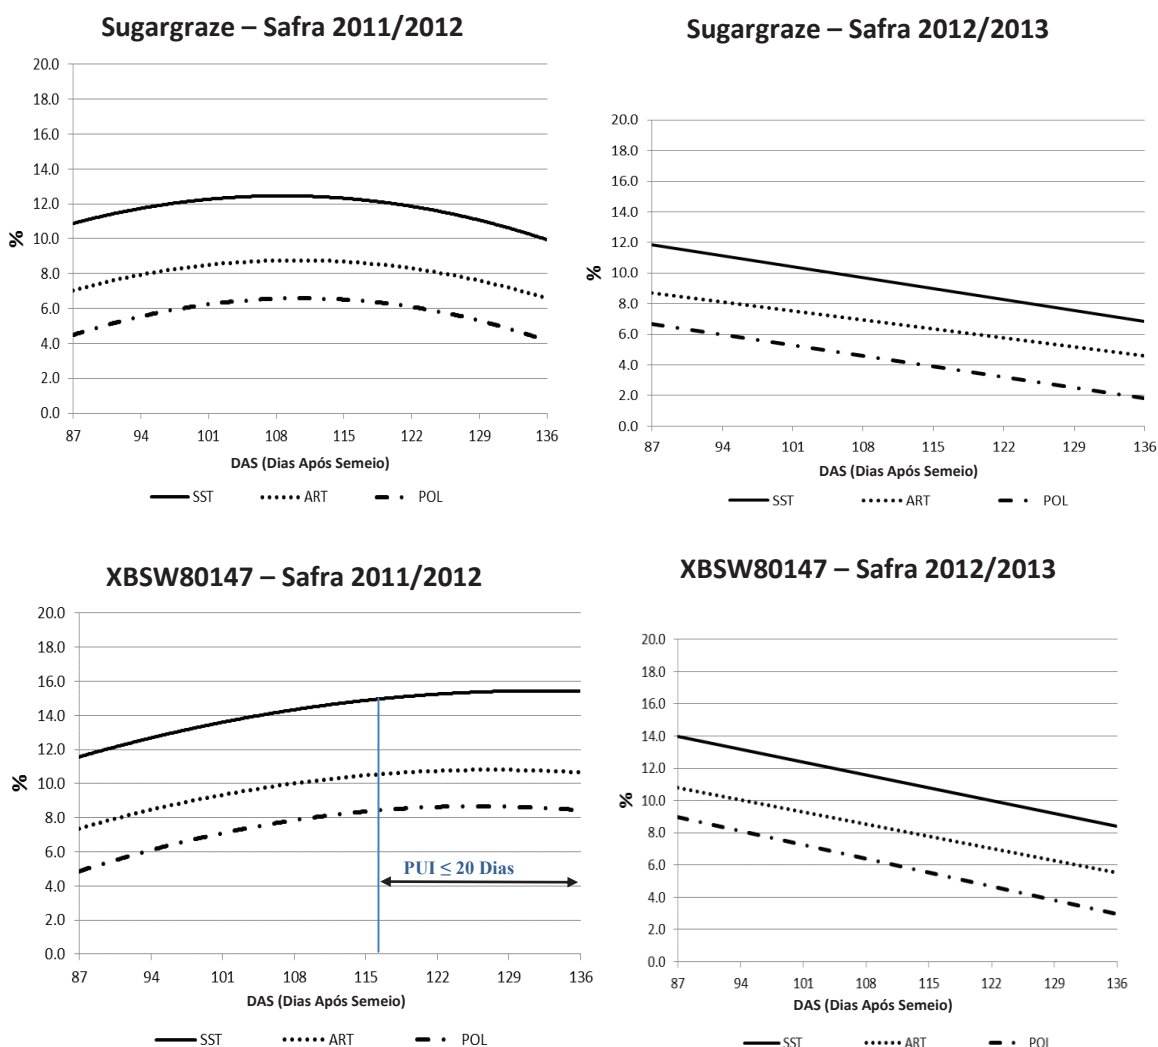 Sugargraze – Safra 2011/2012
20.0
18.0
16.0
14.0
12.0
10.0
8.0
6.0
4.0
2.0
0.0
%
87 94 101 108 115 122 129 136
DAS (Dias Após Semeio)
SST ART POL
Sugargraze – Safra 2012/2013
20.0
18.0
16.0
14.0
12.0
10.0
8.0
6.0
4.0
2.0
0.0
%
87 94 101 108 115 122 129 136
DAS (Dias Após Semeio)
SST ART POL
XBSW80147 – Safra 2011/2012
20.0
18.0
16.0
14.0
12.0
10.0
8.0
6.0
4.0
2.0
0.0
%
PUI ≤ 20 Dias
87 94 101 108 115 122 129 136
DAS (Dias Após Semeio)
SST ART POL
XBSW80147 – Safra 2012/2013
20.0
18.0
16.0
14.0
12.0
10.0
8.0
6.0
4.0
2.0
0.0
%
87 94 101 108 115 122 129 136
DAS (Dias Após Semeio)
SST ART POL